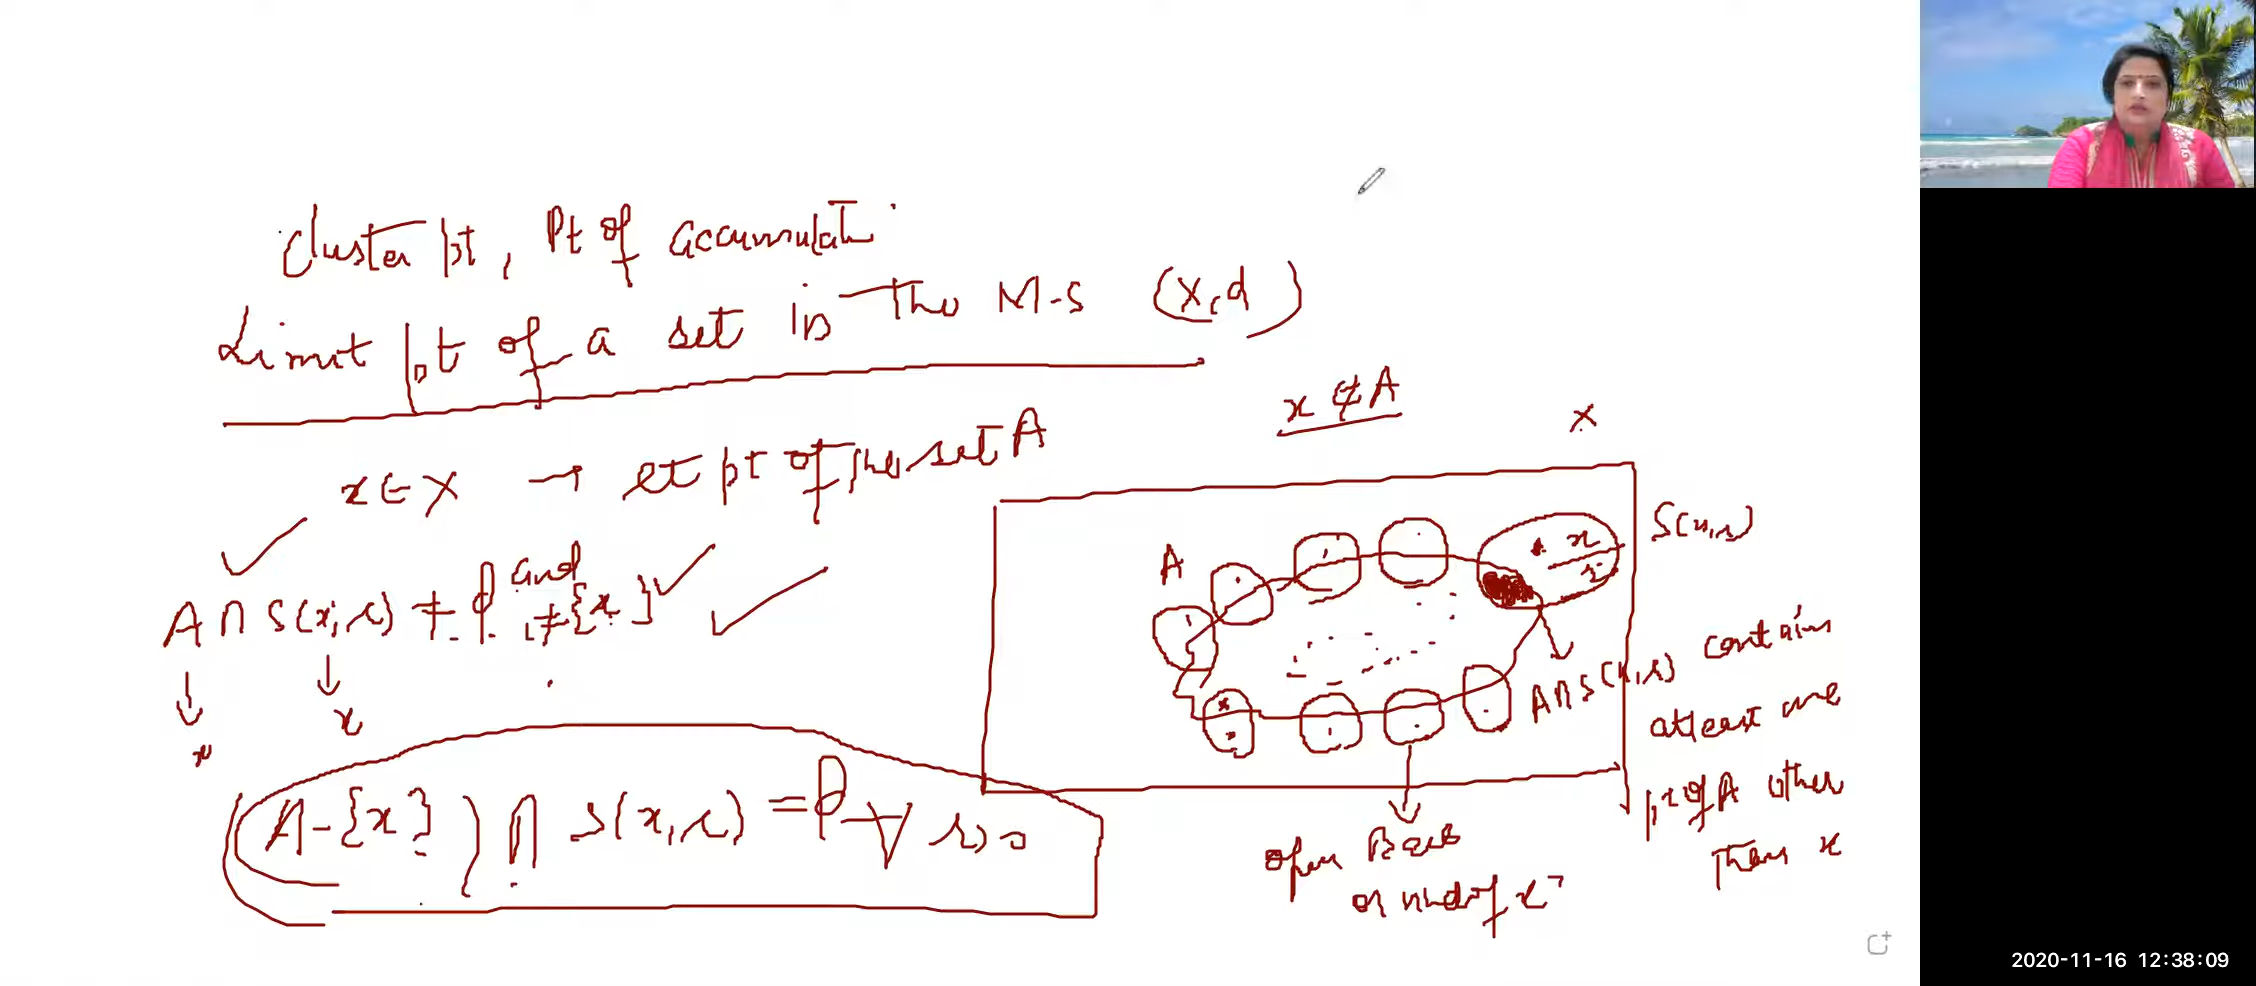 Cluster pt, Pt of accumulati
Limit pt of a set in the M-S (X,d)
x ∉ A
X
x ∈ X → lt pt of the set A
and
A ∩ S(x,r) ≠ φ, ≠ {x}
x
x
(A-{x}) ∩ S(x,r) = φ ∀ r>0
A
x
r
S(x,r)
A∩S(x,r) contains
atleast one
pt of A other
than x
open Ball
or nhd of x
2020-11-16 12:38:09